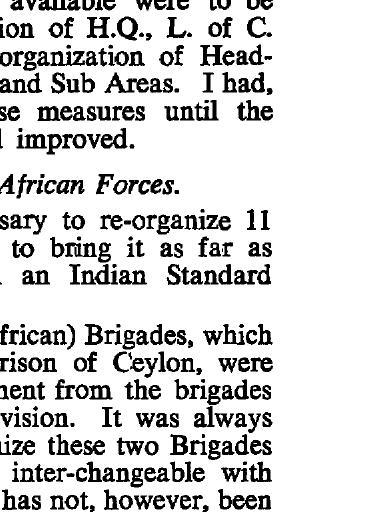 available were to be
ion of H.Q., L. of C.
organization of Head-
and Sub Areas. I had,
se measures until the
improved.
African Forces.
sary to re-organize 11
to bring it as far as
an Indian Standard
frican) Brigades, which
rison of Ceylon, were
ment from the brigades
vision. It was always
ize these two Brigades
inter-changeable with
has not, however, been